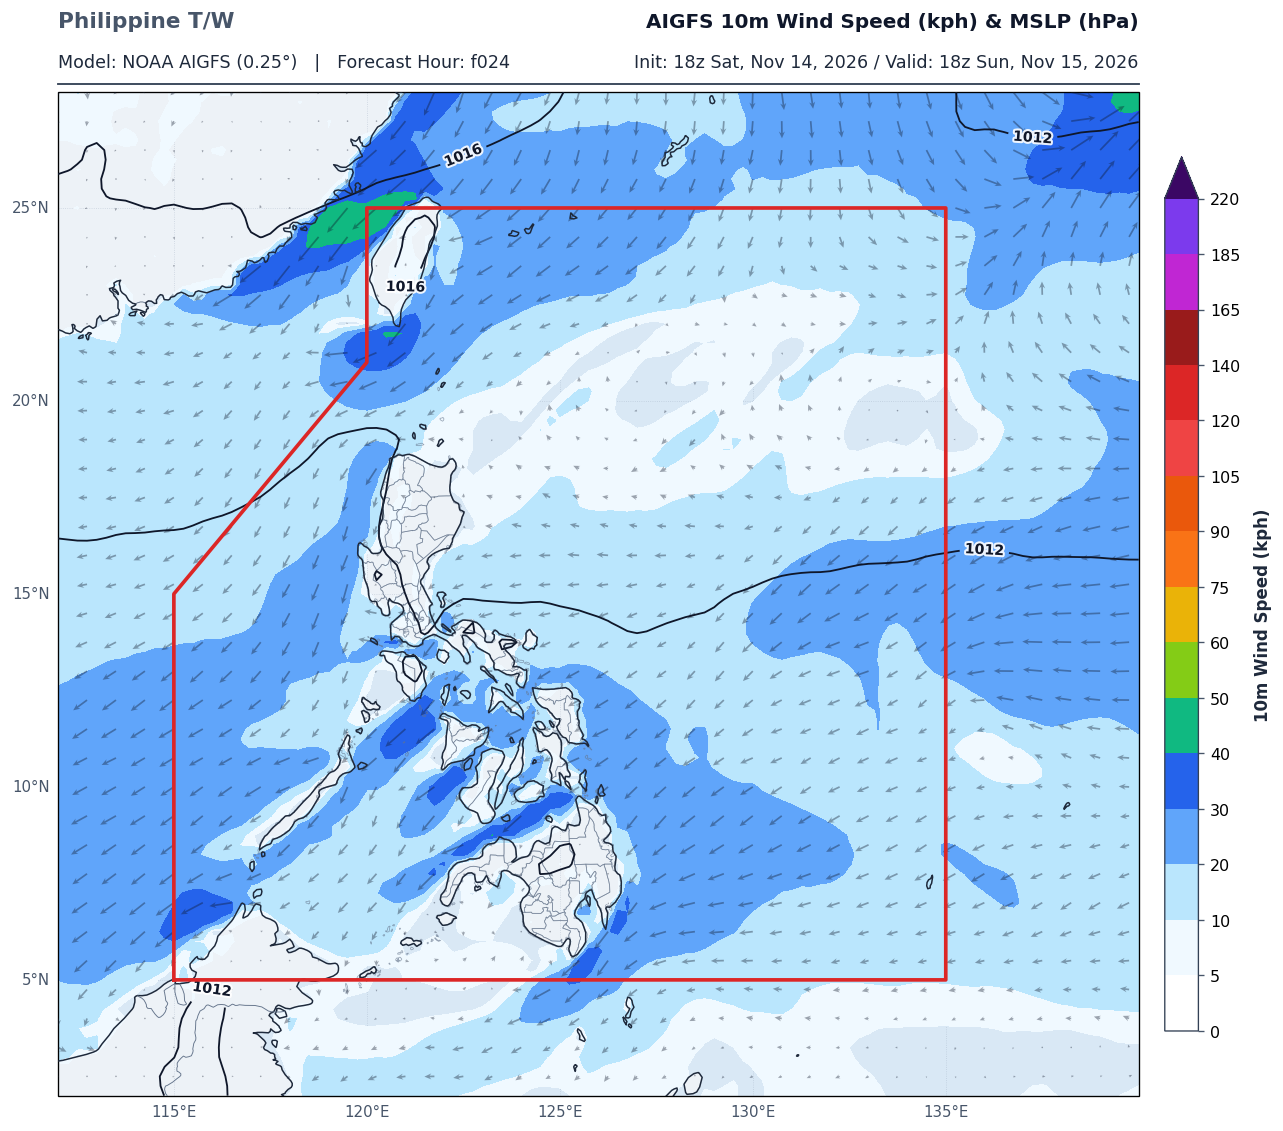 Philippine T/W
AIGFS 10m Wind Speed (kph) & MSLP (hPa)
Model: NOAA AIGFS (0.25°) | Forecast Hour: f024
Init: 18z Sat, Nov 14, 2026 / Valid: 18z Sun, Nov 15, 2026
1016
1012
1016
1012
1012
25°N
20°N
15°N
10°N
5°N
115°E
120°E
125°E
130°E
135°E
220
185
165
140
120
105
90
75
60
50
40
30
20
10
5
0
10m Wind Speed (kph)